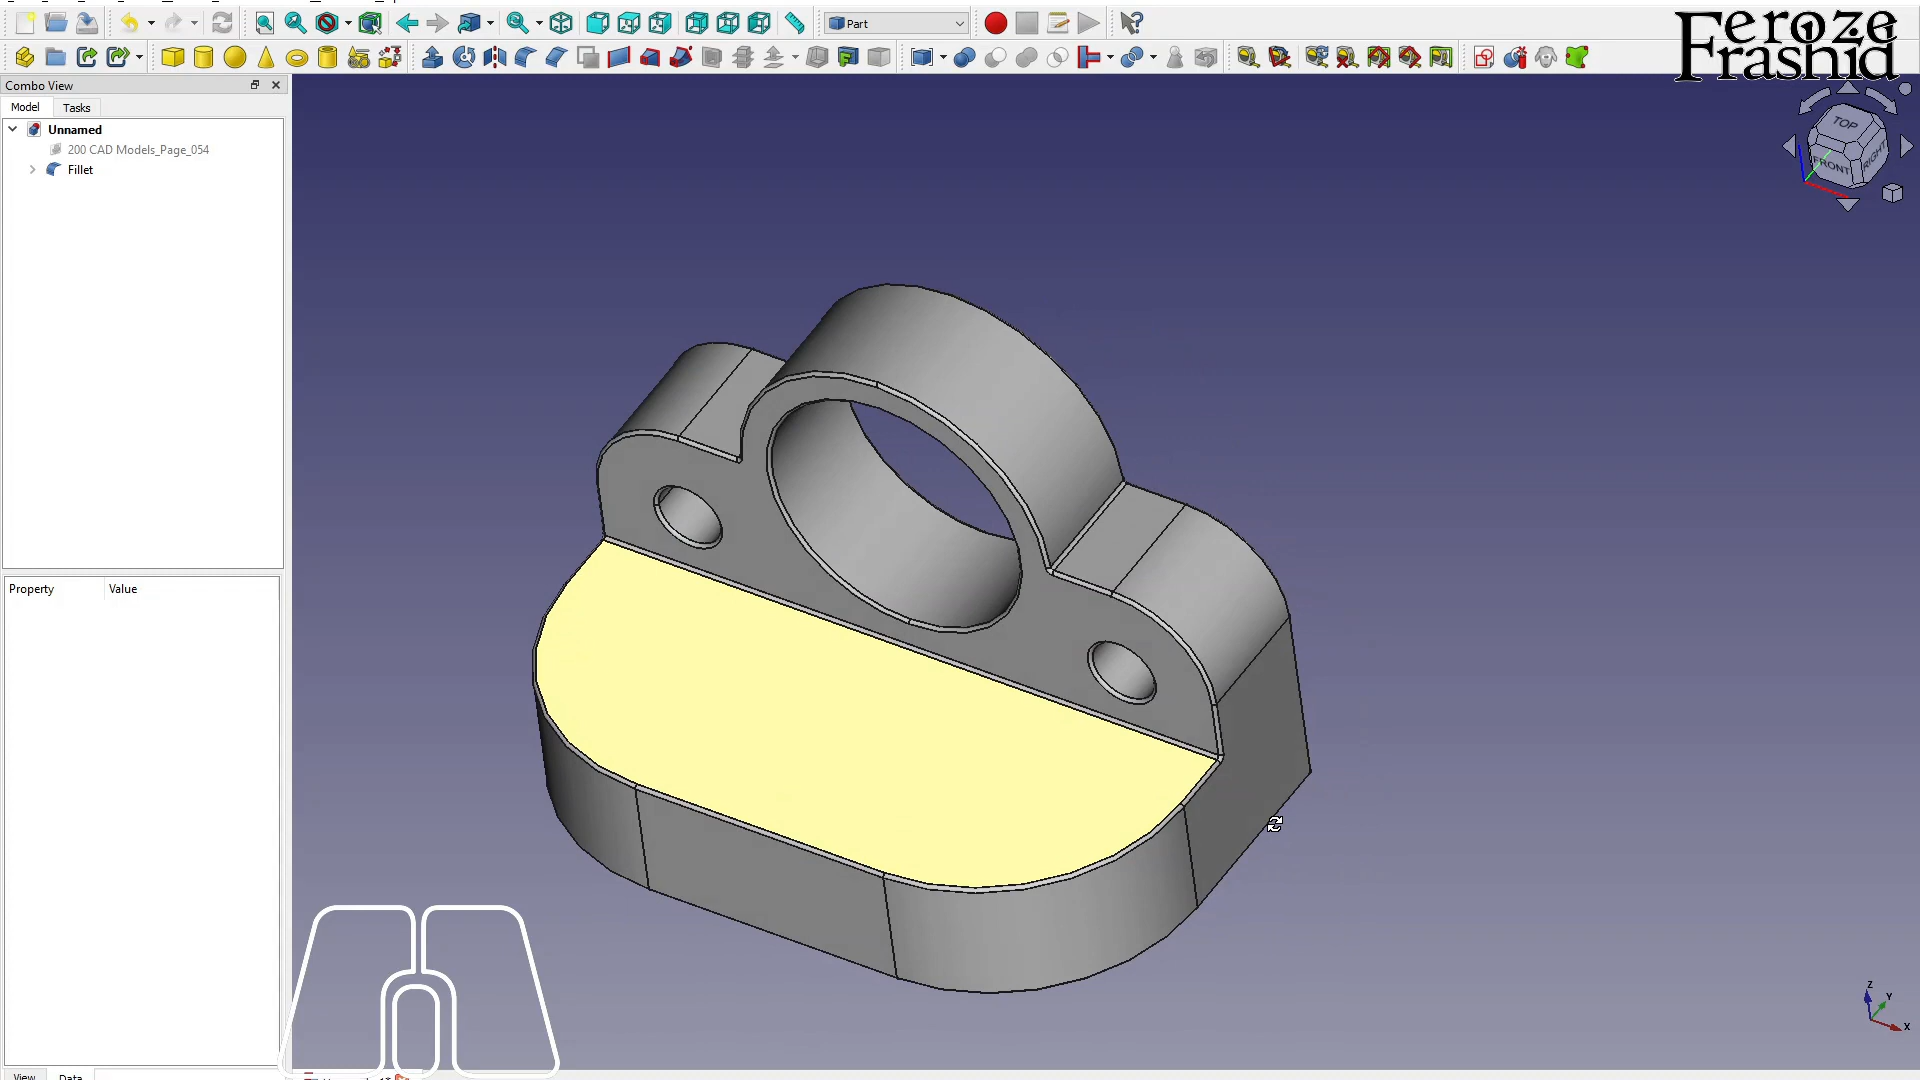 Part
Feroze
Frashid
Combo View
Model
Tasks
Unnamed
200 CAD Models_Page_054
Fillet
Property
Value
TOP
FRONT
RIGHT
Z
Y
X
View
Data